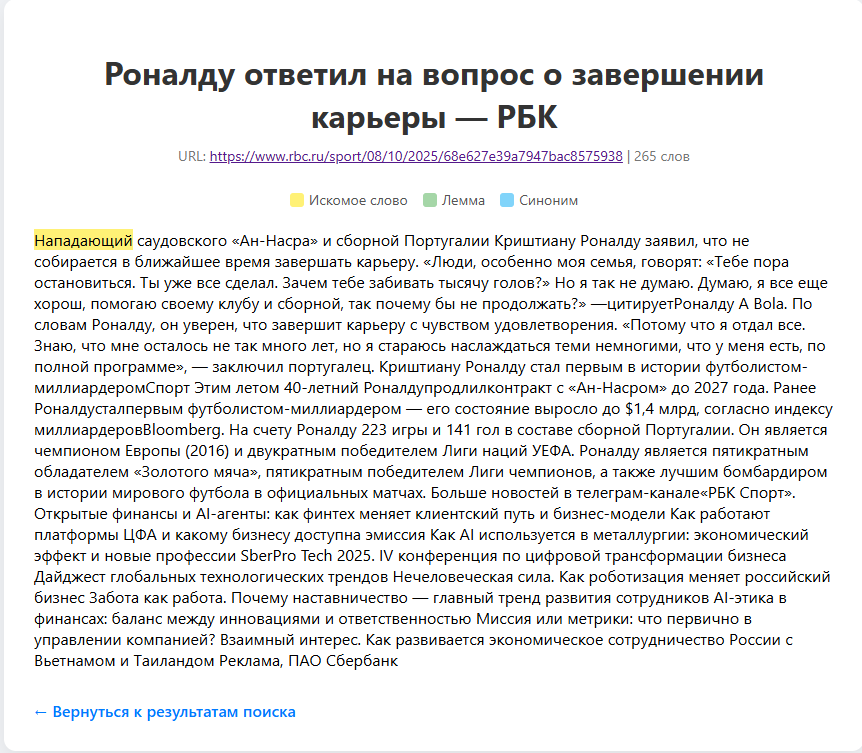 Роналду ответил на вопрос о завершении
карьеры — РБК
URL: https://www.rbc.ru/sport/08/10/2025/68e627e39a7947bac8575938 | 265 слов
Искомое слово Лемма Синоним
Нападающий саудовского «Ан-Насра» и сборной Португалии Криштиану Роналду заявил, что не
собирается в ближайшее время завершать карьеру. «Люди, особенно моя семья, говорят: «Тебе пора
остановиться. Ты уже все сделал. Зачем тебе забивать тысячу голов?» Но я так не думаю. Думаю, я все еще
хорош, помогаю своему клубу и сборной, так почему бы не продолжать?» —цитируетРоналду A Bola. По
словам Роналду, он уверен, что завершит карьеру с чувством удовлетворения. «Потому что я отдал все.
Знаю, что мне осталось не так много лет, но я стараюсь наслаждаться теми немногими, что у меня есть, по
полной программе», — заключил португалец. Криштиану Роналду стал первым в истории футболистом-
миллиардеромСпорт Этим летом 40-летний Роналдупродлилконтракт с «Ан-Насром» до 2027 года. Ранее
Роналдусталпервым футболистом-миллиардером — его состояние выросло до $1,4 млрд, согласно индексу
миллиардеровBloomberg. На счету Роналду 223 игры и 141 гол в составе сборной Португалии. Он является
чемпионом Европы (2016) и двукратным победителем Лиги наций УЕФА. Роналду является пятикратным
обладателем «Золотого мяча», пятикратным победителем Лиги чемпионов, а также лучшим бомбардиром
в истории мирового футбола в официальных матчах. Больше новостей в телеграм-канале«РБК Спорт».
Открытые финансы и AI-агенты: как финтех меняет клиентский путь и бизнес-модели Как работают
платформы ЦФА и какому бизнесу доступна эмиссия Как AI используется в металлургии: экономический
эффект и новые профессии SberPro Tech 2025. IV конференция по цифровой трансформации бизнеса
Дайджест глобальных технологических трендов Нечеловеческая сила. Как роботизация меняет российский
бизнес Забота как работа. Почему наставничество — главный тренд развития сотрудников AI-этика в
финансах: баланс между инновациями и ответственностью Миссия или метрики: что первично в
управлении компанией? Взаимный интерес. Как развивается экономическое сотрудничество России с
Вьетнамом и Таиландом Реклама, ПАО Сбербанк
← Вернуться к результатам поиска